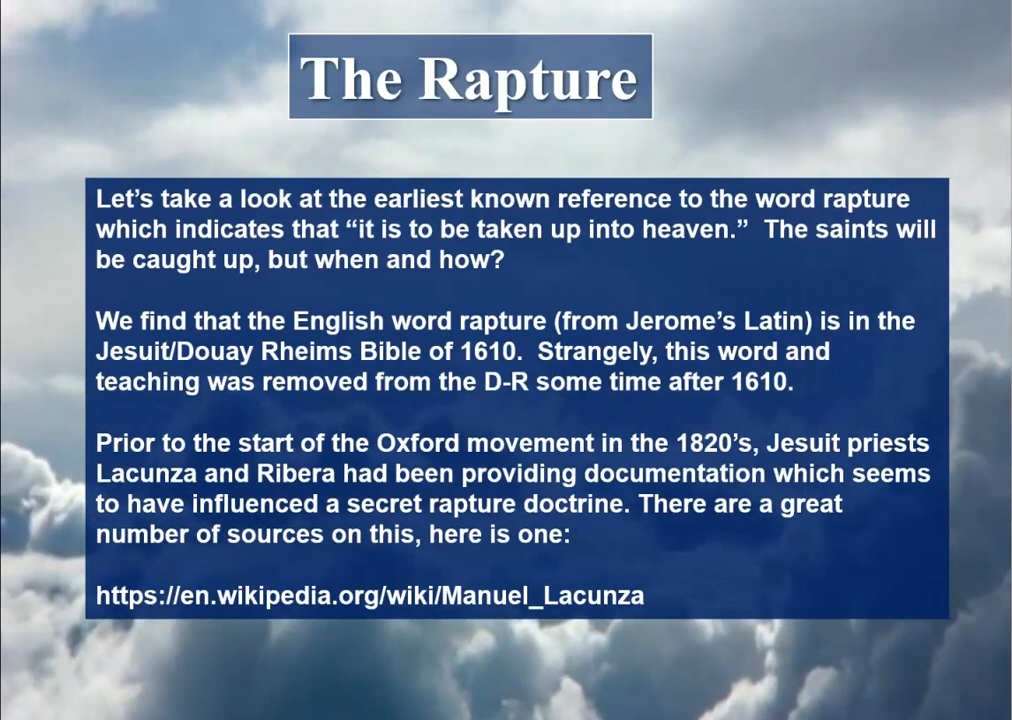 The Rapture
Let’s take a look at the earliest known reference to the word rapture
which indicates that “it is to be taken up into heaven.”  The saints will
be caught up, but when and how?
We find that the English word rapture (from Jerome’s Latin) is in the
Jesuit/Douay Rheims Bible of 1610.  Strangely, this word and
teaching was removed from the D-R some time after 1610.
Prior to the start of the Oxford movement in the 1820’s, Jesuit priests
Lacunza and Ribera had been providing documentation which seems
to have influenced a secret rapture doctrine. There are a great
number of sources on this, here is one:
https://en.wikipedia.org/wiki/Manuel_Lacunza